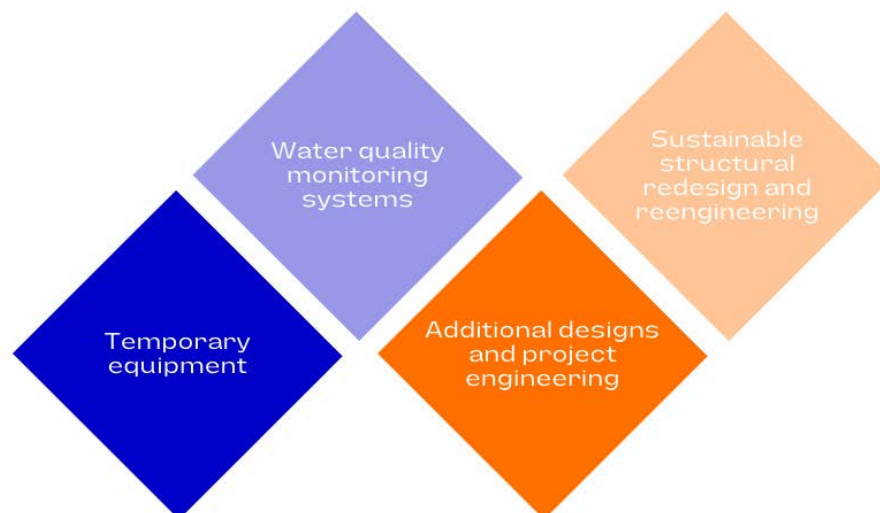 Water quality
monitoring
systems
Sustainable
structural
redesign and
reengineering
Temporary
equipment
Additional designs
and project
engineering